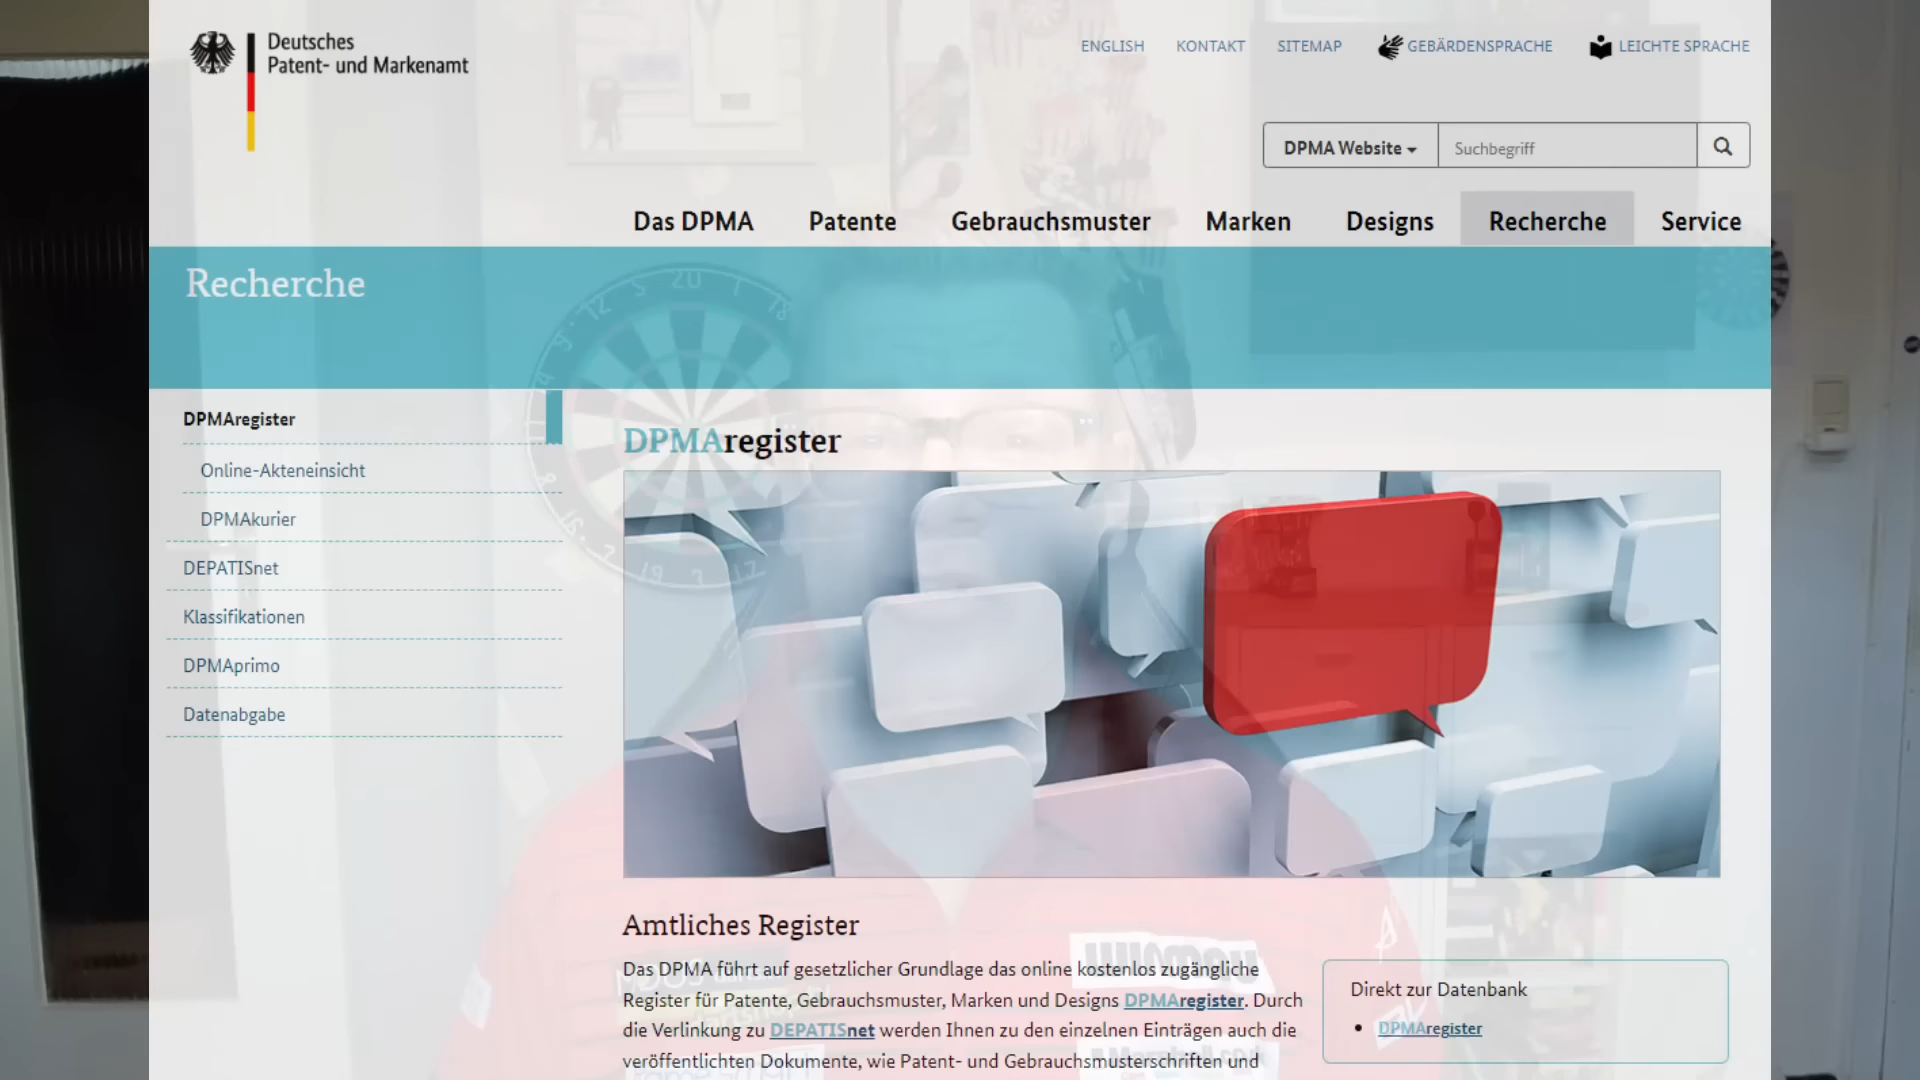 Deutsches
Patent- und Markenamt
ENGLISH
KONTAKT
SITEMAP
GEBÄRDENSPRACHE
LEICHTE SPRACHE
DPMA Website
Suchbegriff
Das DPMA
Patente
Gebrauchsmuster
Marken
Designs
Recherche
Service
Recherche
DPMAregister
Online-Akteneinsicht
DPMAkurier
DEPATISnet
Klassifikationen
DPMAprimo
Datenabgabe
DPMAregister
Amtliches Register
Das DPMA führt auf gesetzlicher Grundlage das online kostenlos zugängliche
Register für Patente, Gebrauchsmuster, Marken und Designs DPMAregister. Durch
die Verlinkung zu DEPATISnet werden Ihnen zu den einzelnen Einträgen auch die
veröffentlichten Dokumente, wie Patent- und Gebrauchsmusterschriften und
Direkt zur Datenbank
DPMAregister